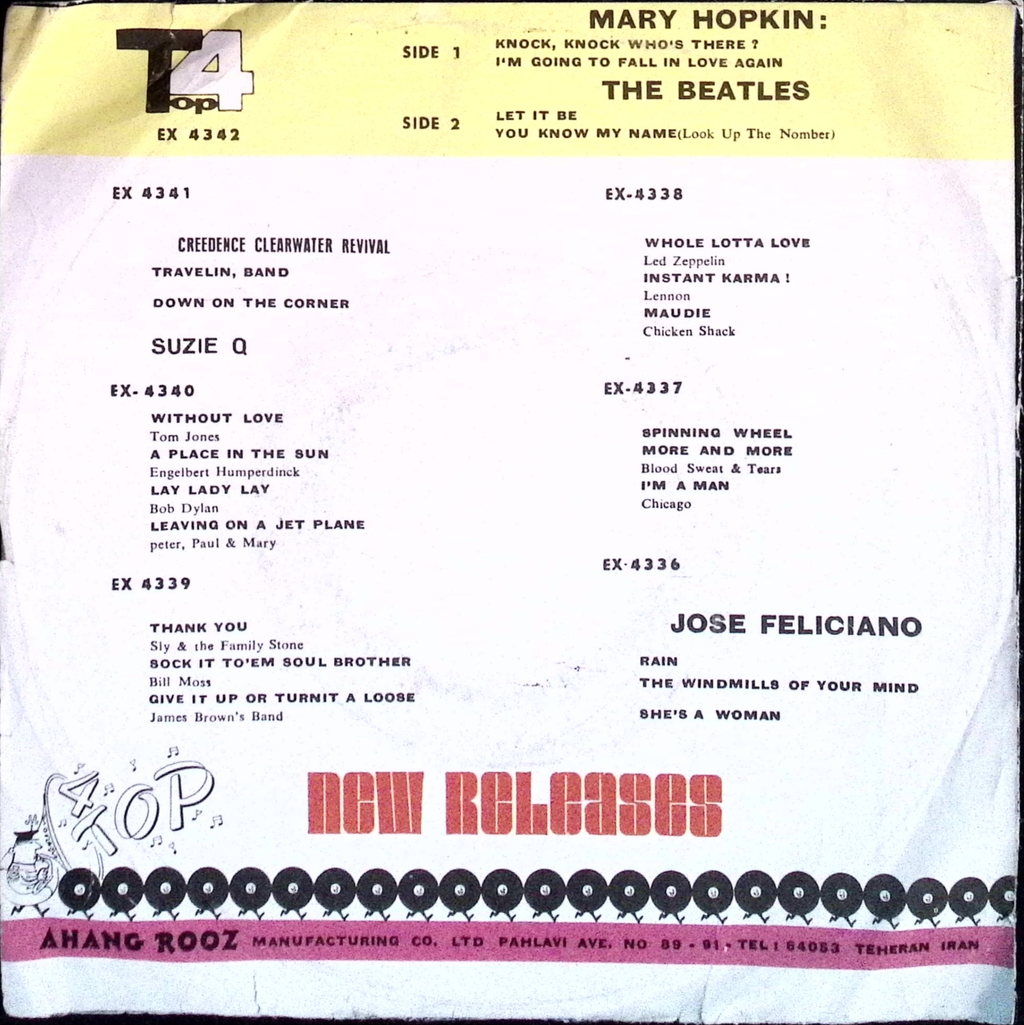 Top 4
EX 4342
MARY HOPKIN:
SIDE 1
KNOCK, KNOCK WHO'S THERE ?
I'M GOING TO FALL IN LOVE AGAIN
THE BEATLES
SIDE 2
LET IT BE
YOU KNOW MY NAME(Look Up The Nomber)
EX 4341
CREEDENCE CLEARWATER REVIVAL
TRAVELIN, BAND
DOWN ON THE CORNER
SUZIE Q
EX-4340
WITHOUT LOVE
Tom Jones
A PLACE IN THE SUN
Engelbert Humperdinck
LAY LADY LAY
Bob Dylan
LEAVING ON A JET PLANE
peter, Paul & Mary
EX 4339
THANK YOU
Sly & the Family Stone
SOCK IT TO'EM SOUL BROTHER
Bill Moss
GIVE IT UP OR TURNIT A LOOSE
James Brown's Band
EX-4338
WHOLE LOTTA LOVE
Led Zeppelin
INSTANT KARMA !
Lennon
MAUDIE
Chicken Shack
EX-4337
SPINNING WHEEL
MORE AND MORE
Blood Sweat & Tears
I'M A MAN
Chicago
EX-4336
JOSE FELICIANO
RAIN
THE WINDMILLS OF YOUR MIND
SHE'S A WOMAN
4 TOP
new Releases
AHANG ROOZ MANUFACTURING CO. LTD PAHLAVI AVE. NO 89 - 91 - TEL : 64053 TEHERAN IRAN